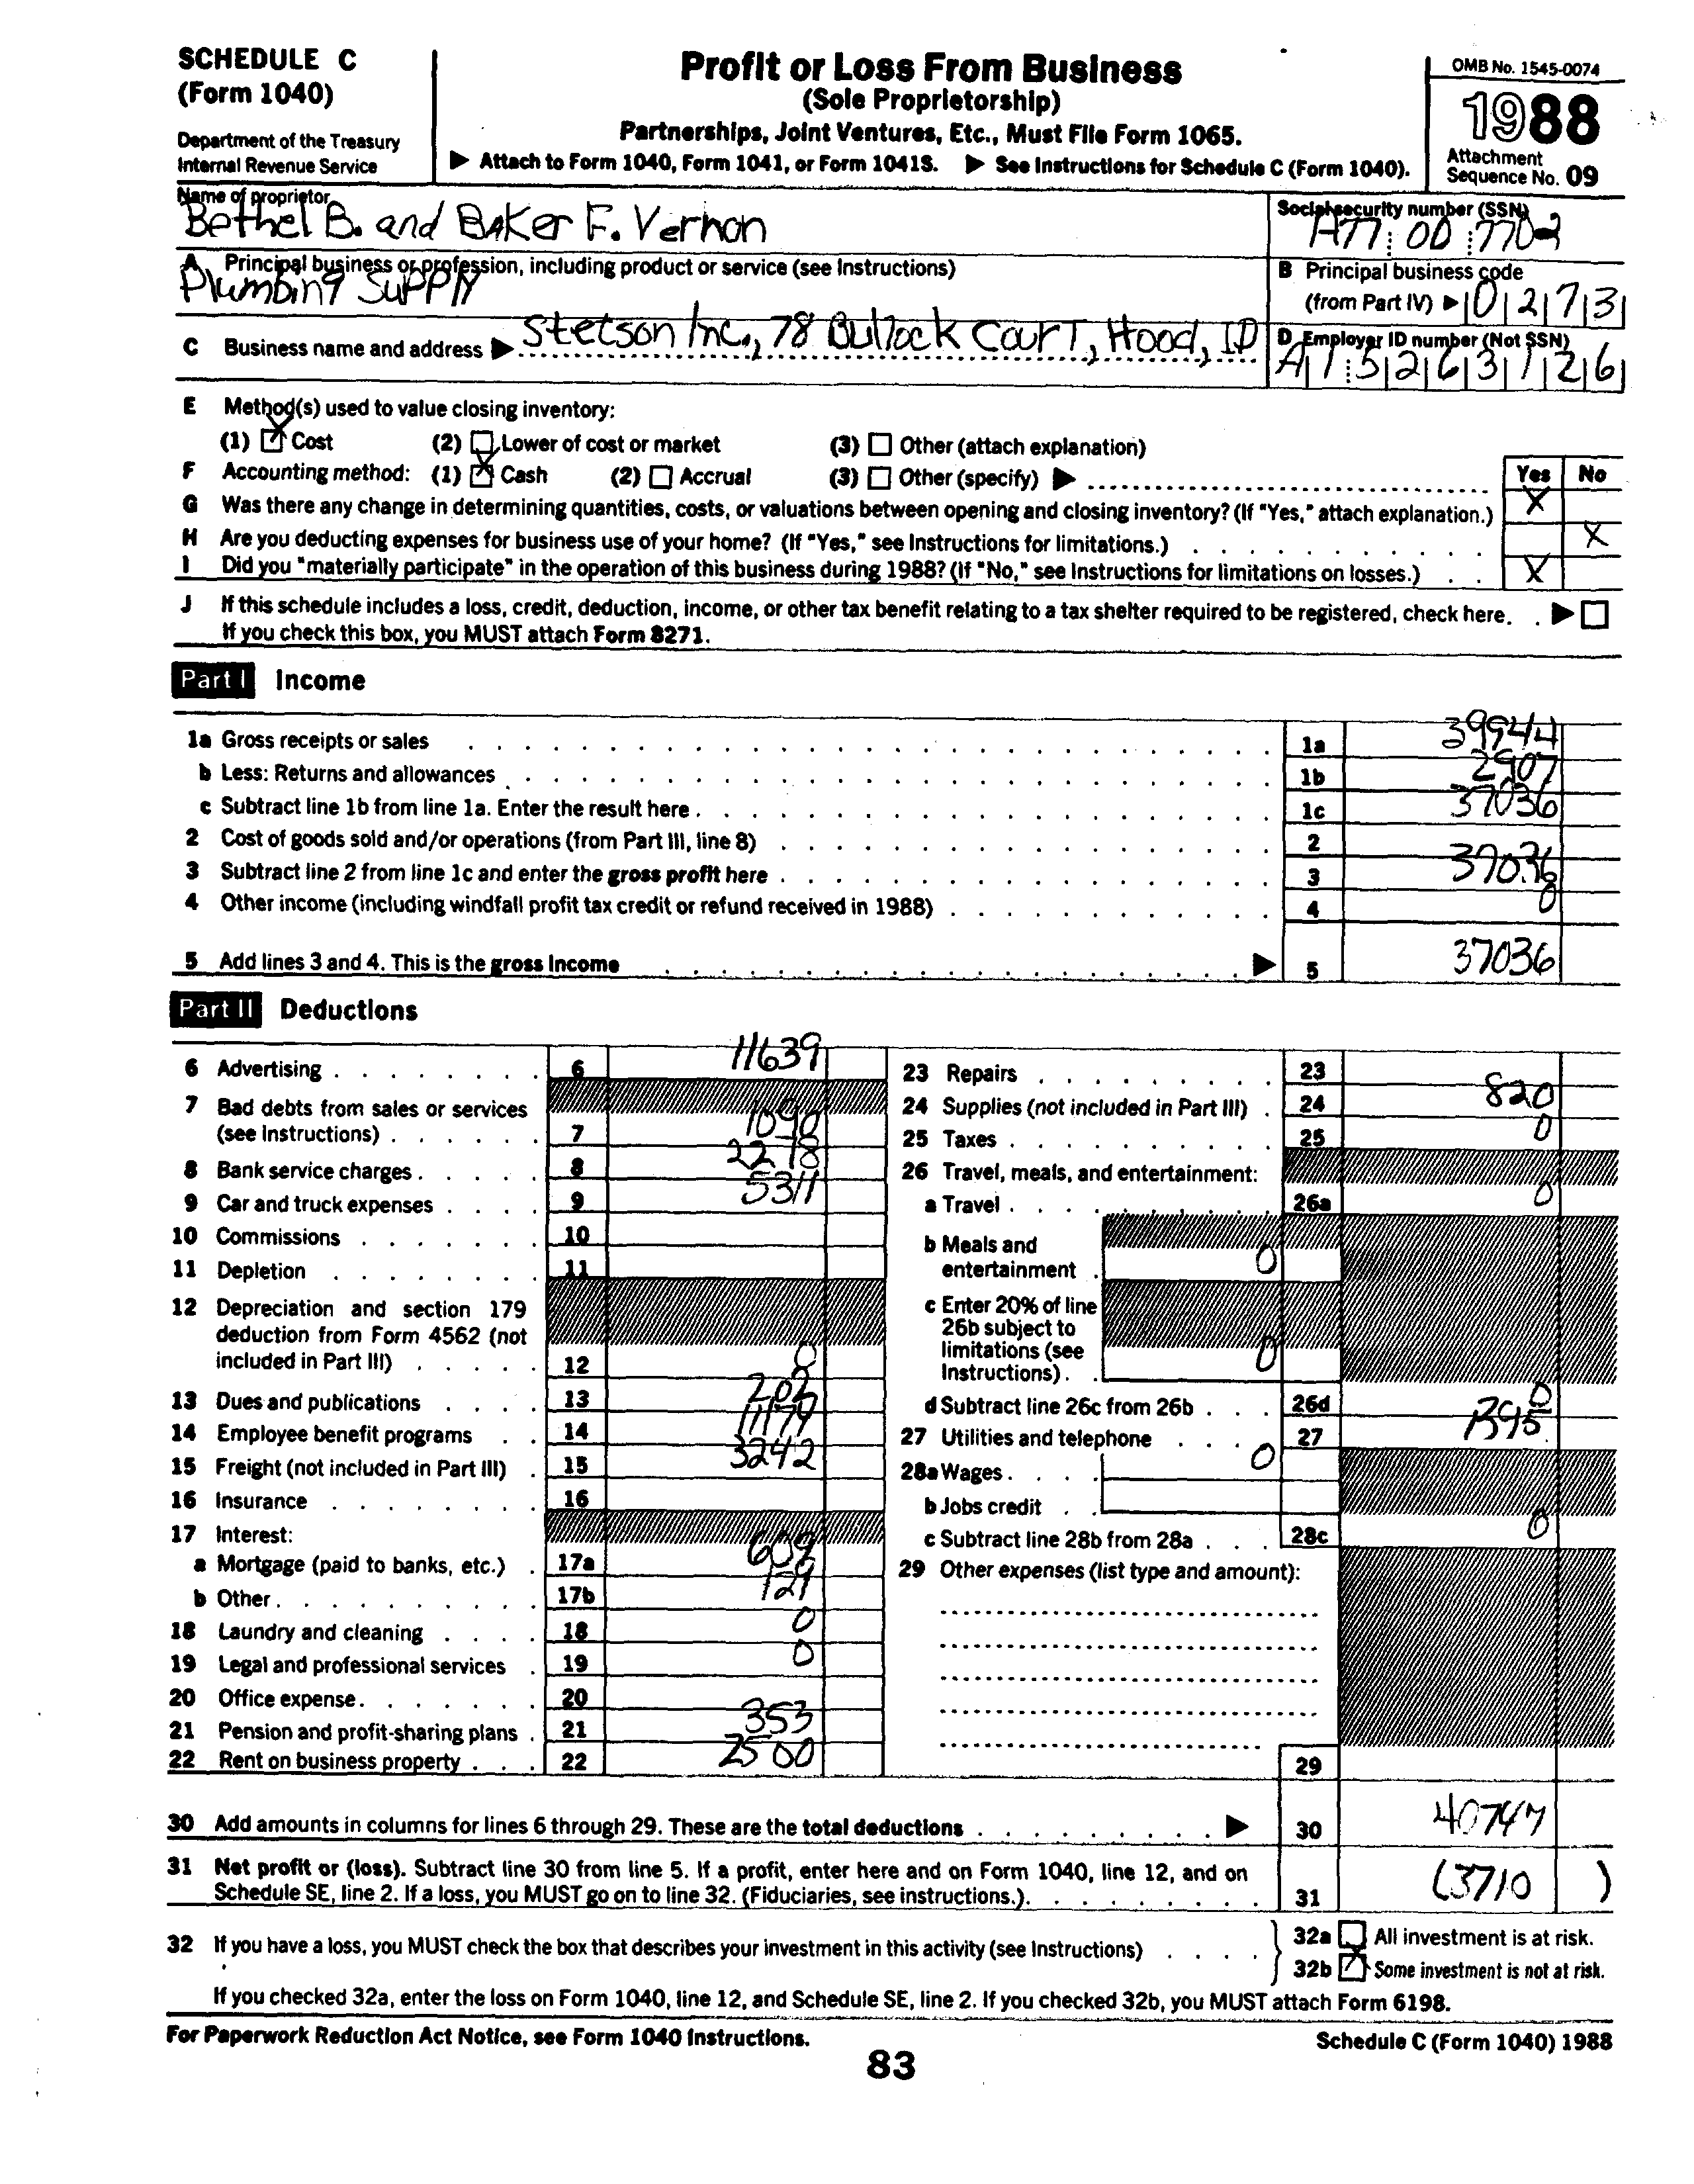 SCHEDULE C
(Form 1040)
Department of the Treasury
Internal Revenue Service
Profit or Loss From Business
(Sole Proprietorship)
Partnerships, Joint Ventures, Etc., Must File Form 1065.
▶ Attach to Form 1040, Form 1041, or Form 1041S. ▶ See Instructions for Schedule C (Form 1040).
OMB No. 1545-0074
1988
Attachment
Sequence No. 09
Name of proprietor
Bethel B. and Baker F. Vernon
Social security number (SSN)
A77 00 7702
A Principal business or profession, including product or service (see Instructions)
Plumbing Supply
B Principal business code
(from Part IV) ▶ 0273
C Business name and address ▶ Stetson Inc., 78 Bullock Court, Hood, ID
D Employer ID number (Not SSN)
A1 5263126
E Method(s) used to value closing inventory:
(1) X Cost (2) Lower of cost or market (3) Other (attach explanation)
F Accounting method: (1) X Cash (2) Accrual (3) Other (specify) ▶
Yes No
G Was there any change in determining quantities, costs, or valuations between opening and closing inventory? (If "Yes," attach explanation.) X
H Are you deducting expenses for business use of your home? (If "Yes," see Instructions for limitations.) X
I Did you "materially participate" in the operation of this business during 1988? (If "No," see Instructions for limitations on losses.) X
J If this schedule includes a loss, credit, deduction, income, or other tax benefit relating to a tax shelter required to be registered, check here. ▶
If you check this box, you MUST attach Form 8271.
Part I Income
1a Gross receipts or sales 1a 39944
b Less: Returns and allowances 1b 2907
c Subtract line 1b from line 1a. Enter the result here 1c 37036
2 Cost of goods sold and/or operations (from Part III, line 8) 2
3 Subtract line 2 from line 1c and enter the gross profit here 3 37036
4 Other income (including windfall profit tax credit or refund received in 1988) 4 0
5 Add lines 3 and 4. This is the gross income ▶ 5 37036
Part II Deductions
6 Advertising 6 11639
7 Bad debts from sales or services
(see Instructions) 7 1090
8 Bank service charges 8 2278
9 Car and truck expenses 9 5311
10 Commissions 10
11 Depletion 11
12 Depreciation and section 179
deduction from Form 4562 (not
included in Part III) 12 0
13 Dues and publications 13 202
14 Employee benefit programs 14 11179
15 Freight (not included in Part III) 15 3242
16 Insurance 16
17 Interest:
a Mortgage (paid to banks, etc.) 17a 609
b Other 17b 129
18 Laundry and cleaning 18 0
19 Legal and professional services 19 0
20 Office expense 20
21 Pension and profit-sharing plans 21 353
22 Rent on business property 22 2500
23 Repairs 23
24 Supplies (not included in Part III) 24 820
25 Taxes 25 0
26 Travel, meals, and entertainment:
a Travel 26a 0
b Meals and
entertainment 0
c Enter 20% of line
26b subject to
limitations (see
Instructions) 0
d Subtract line 26c from 26b 26d 0
27 Utilities and telephone 27 1395
28a Wages 0
b Jobs credit
c Subtract line 28b from 28a 28c 0
29 Other expenses (list type and amount):
29
30 Add amounts in columns for lines 6 through 29. These are the total deductions ▶ 30 40747
31 Net profit or (loss). Subtract line 30 from line 5. If a profit, enter here and on Form 1040, line 12, and on
Schedule SE, line 2. If a loss, you MUST go on to line 32. (Fiduciaries, see instructions.) 31 (3710 )
32 If you have a loss, you MUST check the box that describes your investment in this activity (see Instructions)
32a All investment is at risk.
32b X Some investment is not at risk.
If you checked 32a, enter the loss on Form 1040, line 12, and Schedule SE, line 2. If you checked 32b, you MUST attach Form 6198.
For Paperwork Reduction Act Notice, see Form 1040 Instructions.
Schedule C (Form 1040) 1988
83